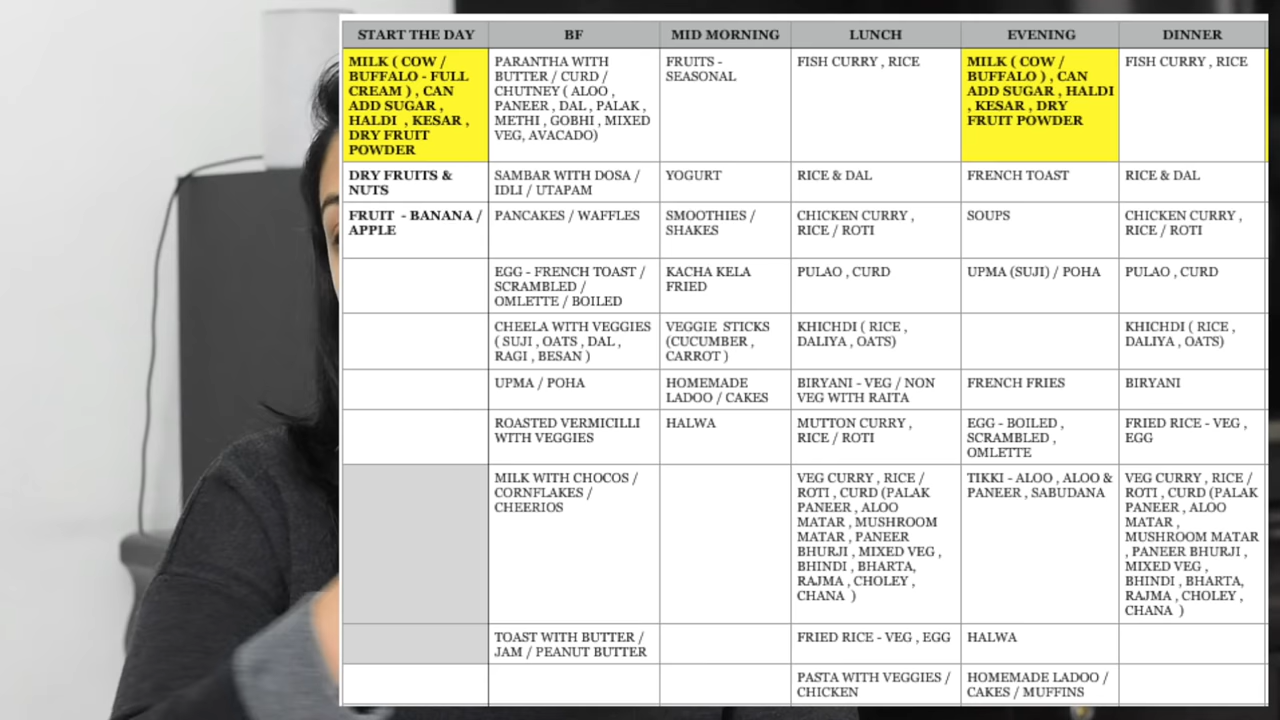 START THE DAY
BF
MID MORNING
LUNCH
EVENING
DINNER
MILK ( COW /
BUFFALO - FULL
CREAM ) , CAN
ADD SUGAR ,
HALDI , KESAR ,
DRY FRUIT
POWDER
PARANTHA WITH
BUTTER / CURD /
CHUTNEY ( ALOO ,
PANEER , DAL , PALAK ,
METHI , GOBHI , MIXED
VEG, AVACADO)
FRUITS -
SEASONAL
FISH CURRY , RICE
MILK ( COW /
BUFFALO ) , CAN
ADD SUGAR , HALDI
, KESAR , DRY
FRUIT POWDER
FISH CURRY , RICE
DRY FRUITS &
NUTS
SAMBAR WITH DOSA /
IDLI / UTAPAM
YOGURT
RICE & DAL
FRENCH TOAST
RICE & DAL
FRUIT - BANANA /
APPLE
PANCAKES / WAFFLES
SMOOTHIES /
SHAKES
CHICKEN CURRY ,
RICE / ROTI
SOUPS
CHICKEN CURRY ,
RICE / ROTI
EGG - FRENCH TOAST /
SCRAMBLED /
OMLETTE / BOILED
KACHA KELA
FRIED
PULAO , CURD
UPMA (SUJI) / POHA
PULAO , CURD
CHEELA WITH VEGGIES
( SUJI , OATS , DAL ,
RAGI , BESAN )
VEGGIE STICKS
(CUCUMBER ,
CARROT )
KHICHDI ( RICE ,
DALIYA , OATS)
KHICHDI ( RICE ,
DALIYA , OATS)
UPMA / POHA
HOMEMADE
LADOO / CAKES
BIRYANI - VEG / NON
VEG WITH RAITA
FRENCH FRIES
BIRYANI
ROASTED VERMICILLI
WITH VEGGIES
HALWA
MUTTON CURRY ,
RICE / ROTI
EGG - BOILED ,
SCRAMBLED ,
OMLETTE
FRIED RICE - VEG ,
EGG
MILK WITH CHOCOS /
CORNFLAKES /
CHEERIOS
VEG CURRY , RICE /
ROTI , CURD (PALAK
PANEER , ALOO
MATAR , MUSHROOM
MATAR , PANEER
BHURJI , MIXED VEG ,
BHINDI , BHARTA,
RAJMA , CHOLEY ,
CHANA )
TIKKI - ALOO , ALOO &
PANEER , SABUDANA
VEG CURRY , RICE /
ROTI , CURD (PALAK
PANEER , ALOO
MATAR ,
MUSHROOM MATAR
, PANEER BHURJI ,
MIXED VEG ,
BHINDI , BHARTA,
RAJMA , CHOLEY ,
CHANA )
TOAST WITH BUTTER /
JAM / PEANUT BUTTER
FRIED RICE - VEG , EGG
HALWA
PASTA WITH VEGGIES /
CHICKEN
HOMEMADE LADOO /
CAKES / MUFFINS